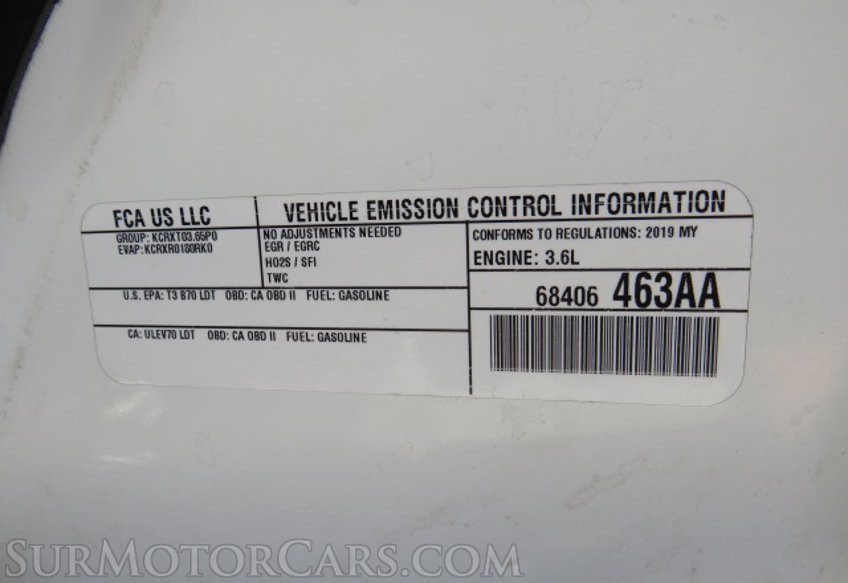 FCA US LLC
VEHICLE EMISSION CONTROL INFORMATION
GROUP: KCRXT03.65P0
EVAP: KCRXR0180RK0
NO ADJUSTMENTS NEEDED
EGR / EGRC
HO2S / SFI
TWC
CONFORMS TO REGULATIONS: 2019 MY
ENGINE: 3.6L
U.S. EPA: T3 B70 LDT OBD: CA OBD II FUEL: GASOLINE
68406 463AA
CA: ULEV70 LDT OBD: CA OBD II FUEL: GASOLINE
SURMOTORCARS.COM